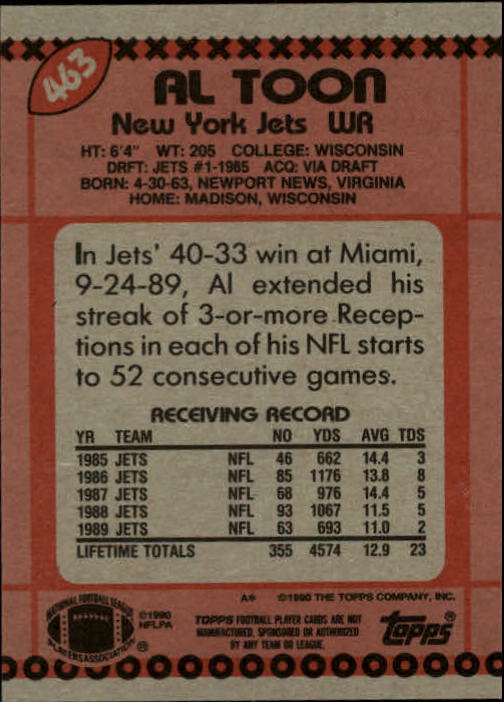 463
AL TOON
New York Jets WR
HT: 6'4" WT: 205 COLLEGE: WISCONSIN
DRFT: JETS #1-1985 ACQ: VIA DRAFT
BORN: 4-30-63, NEWPORT NEWS, VIRGINIA
HOME: MADISON, WISCONSIN
In Jets' 40-33 win at Miami,
9-24-89, Al extended his
streak of 3-or-more Recep-
tions in each of his NFL starts
to 52 consecutive games.
RECEIVING RECORD
YR TEAM NO YDS AVG TDS
1985 JETS NFL 46 662 14.4 3
1986 JETS NFL 85 1176 13.8 8
1987 JETS NFL 68 976 14.4 5
1988 JETS NFL 93 1067 11.5 5
1989 JETS NFL 63 693 11.0 2
LIFETIME TOTALS 355 4574 12.9 23
A* ©1990 THE TOPPS COMPANY, INC.
NATIONAL FOOTBALL LEAGUE
PLAYERS ASSOCIATION ®
©1990
NFLPA
TOPPS FOOTBALL PLAYER CARDS ARE NOT
MANUFACTURED, SPONSORED OR AUTHORIZED
BY ANY TEAM OR LEAGUE.
topps®